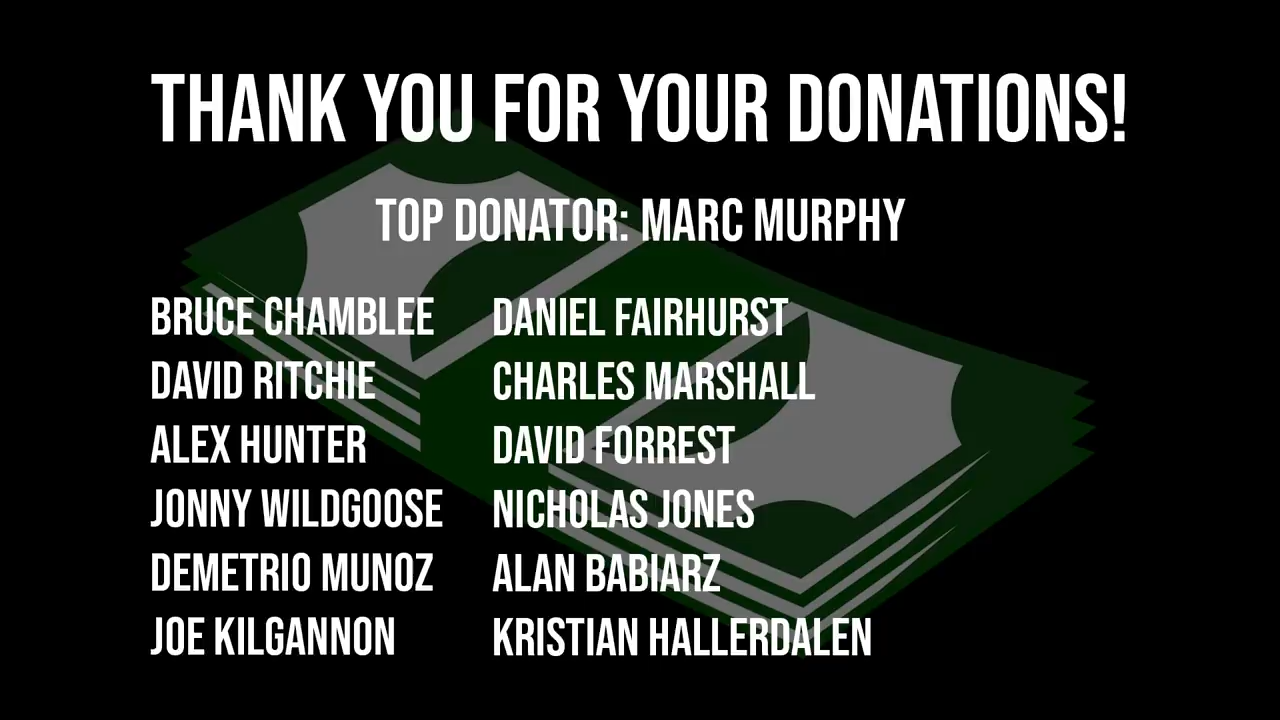 THANK YOU FOR YOUR DONATIONS!
TOP DONATOR: MARC MURPHY
BRUCE CHAMBLEE
DAVID RITCHIE
ALEX HUNTER
JONNY WILDGOOSE
DEMETRIO MUNOZ
JOE KILGANNON
DANIEL FAIRHURST
CHARLES MARSHALL
DAVID FORREST
NICHOLAS JONES
ALAN BABIARZ
KRISTIAN HALLERDALEN